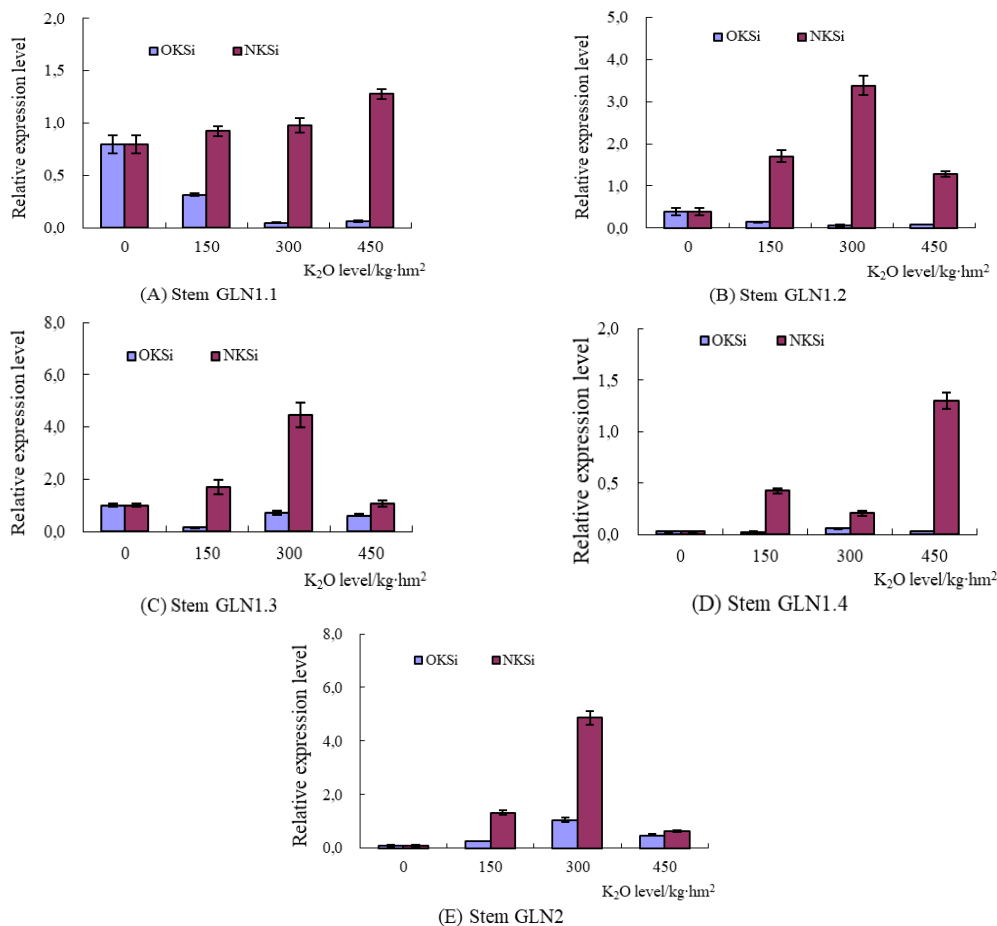 2,0
1,5
1,0
0,5
0,0
Relative expression level
OKSi NKSi
0 150 300 450
K₂O level/kg·hm²
(A) Stem GLN1.1
5,0
4,0
3,0
2,0
1,0
0,0
Relative expression level
OKSi NKSi
0 150 300 450
K₂O level/kg·hm²
(B) Stem GLN1.2
8,0
6,0
4,0
2,0
0,0
Relative expression level
OKSi NKSi
0 150 300 450
K₂O level/kg·hm²
(C) Stem GLN1.3
2,0
1,5
1,0
0,5
0,0
Relative expression level
OKSi NKSi
0 150 300 450
K₂O level/kg·hm²
(D) Stem GLN1.4
8,0
6,0
4,0
2,0
0,0
Relative expression level
OKSi NKSi
0 150 300 450
K₂O level/kg·hm²
(E) Stem GLN2